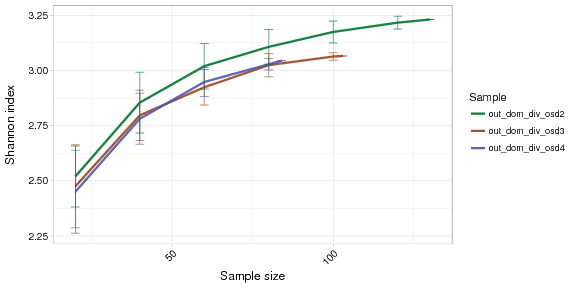 3.25
3.00
2.75
2.50
2.25
Shannon index
50
100
Sample size
Sample
out_dom_div_osd2
out_dom_div_osd3
out_dom_div_osd4